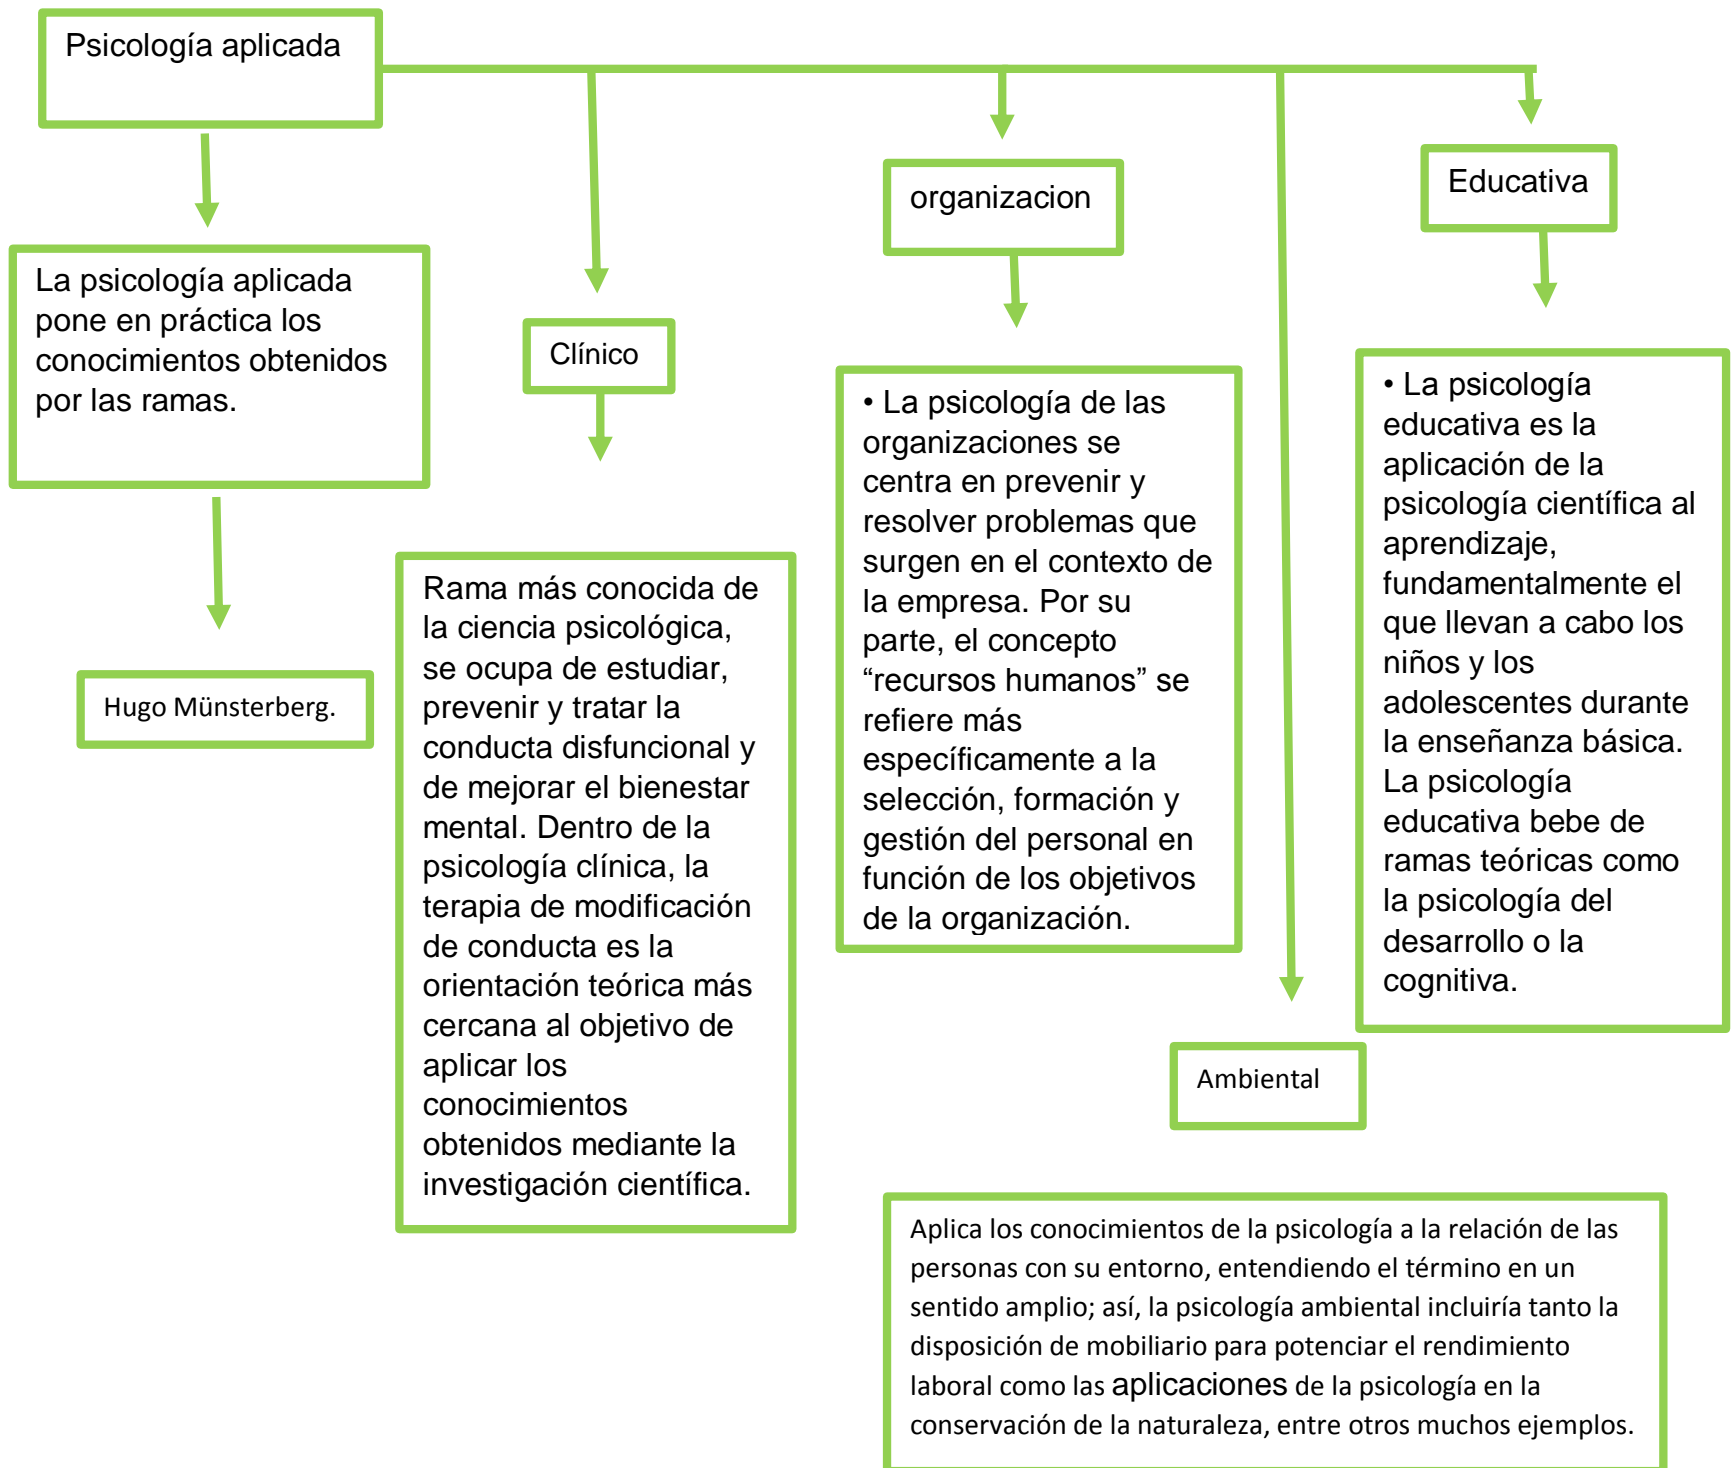 Psicología aplicada
La psicología aplicada
pone en práctica los
conocimientos obtenidos
por las ramas.
Hugo Münsterberg.
Clínico
Rama más conocida de
la ciencia psicológica,
se ocupa de estudiar,
prevenir y tratar la
conducta disfuncional y
de mejorar el bienestar
mental. Dentro de la
psicología clínica, la
terapia de modificación
de conducta es la
orientación teórica más
cercana al objetivo de
aplicar los
conocimientos
obtenidos mediante la
investigación científica.
organizacion
• La psicología de las
organizaciones se
centra en prevenir y
resolver problemas que
surgen en el contexto de
la empresa. Por su
parte, el concepto
“recursos humanos” se
refiere más
específicamente a la
selección, formación y
gestión del personal en
función de los objetivos
de la organización.
Educativa
• La psicología
educativa es la
aplicación de la
psicología científica al
aprendizaje,
fundamentalmente el
que llevan a cabo los
niños y los
adolescentes durante
la enseñanza básica.
La psicología
educativa bebe de
ramas teóricas como
la psicología del
desarrollo o la
cognitiva.
Ambiental
Aplica los conocimientos de la psicología a la relación de las
personas con su entorno, entendiendo el término en un
sentido amplio; así, la psicología ambiental incluiría tanto la
disposición de mobiliario para potenciar el rendimiento
laboral como las aplicaciones de la psicología en la
conservación de la naturaleza, entre otros muchos ejemplos.